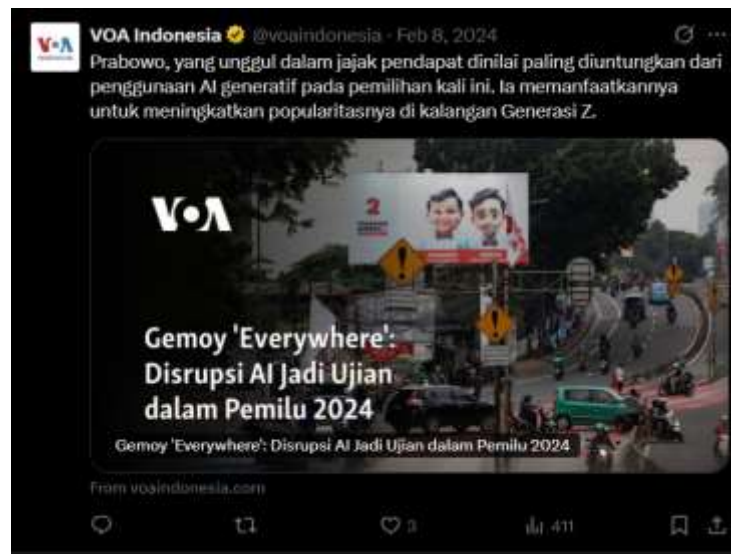 VOA
VOA Indonesia @voaindonesia · Feb 8, 2024
Prabowo, yang unggul dalam jajak pendapat dinilai paling diuntungkan dari
penggunaan AI generatif pada pemilihan kali ini. Ia memanfaatkannya
untuk meningkatkan popularitasnya di kalangan Generasi Z.
VOA
2
Gemoy 'Everywhere':
Disrupsi AI Jadi Ujian
dalam Pemilu 2024
Gemoy 'Everywhere': Disrupsi AI Jadi Ujian dalam Pemilu 2024
From voaindonesia.com
3
411